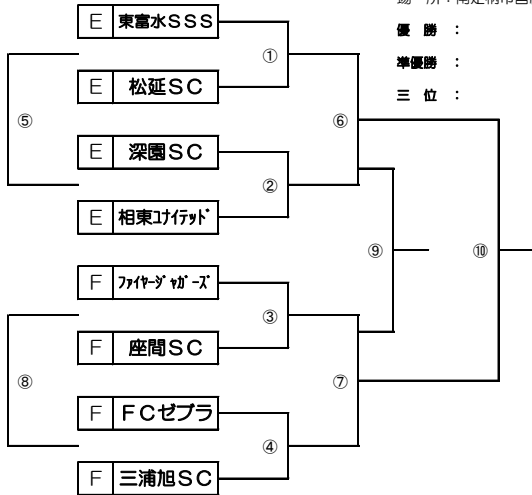 E 東富水ＳＳＳ
①
E 松延ＳＣ
⑤
⑥
E 深園ＳＣ
②
E 相東ﾕﾅｲﾃｯﾄﾞ
⑨
⑩
F ﾌｧｲﾔｰｼﾞｬｶﾞｰｽﾞ
③
F 座間ＳＣ
⑧
⑦
F ＦＣゼブラ
④
F 三浦旭ＳＣ
優 勝 ：
準優勝 ：
三 位 ：